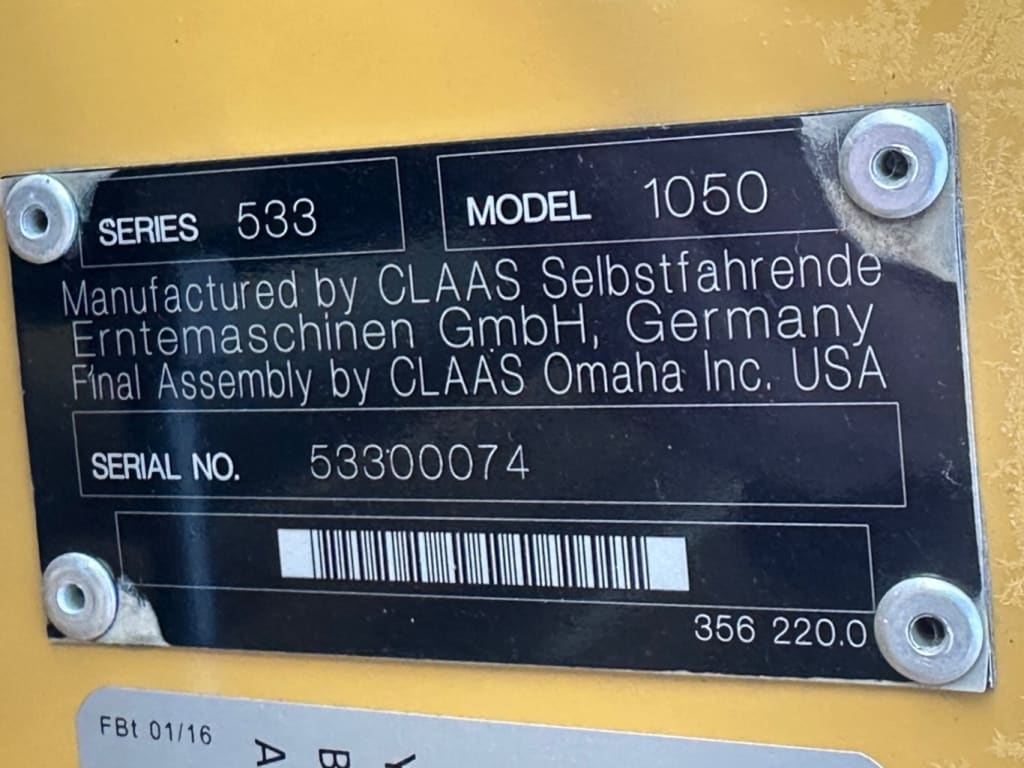 SERIES 533
MODEL 1050
Manufactured by CLAAS Selbstfahrende
Erntemaschinen GmbH, Germany
Final Assembly by CLAAS Omaha Inc. USA
SERIAL NO. 53300074
356 220.0
FBt 01/16
A
B